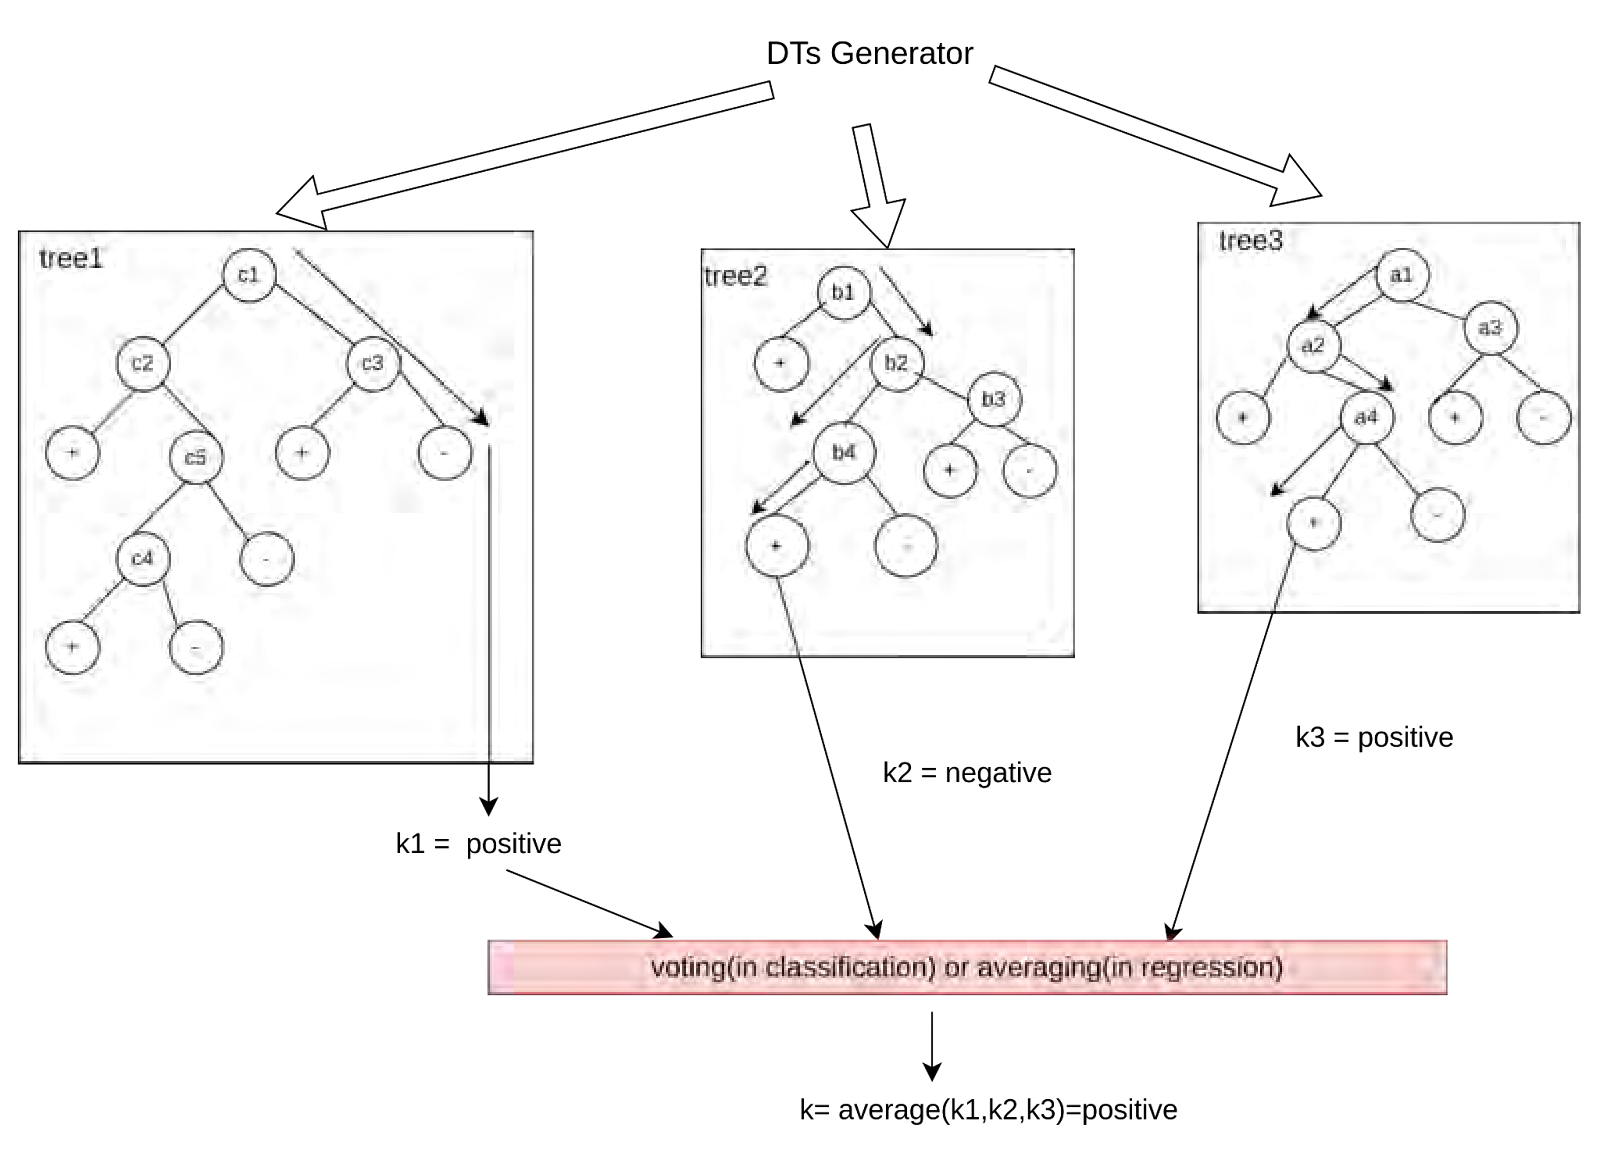 DTs Generator
tree1
c1
c2
c3
+
c5
+
-
c4
-
+
-
tree2
b1
+
b2
b3
b4
+
-
+
-
tree3
a1
a2
a3
+
a4
+
-
+
-
k1 =  positive
k2 = negative
k3 = positive
voting(in classification) or averaging(in regression)
k= average(k1,k2,k3)=positive